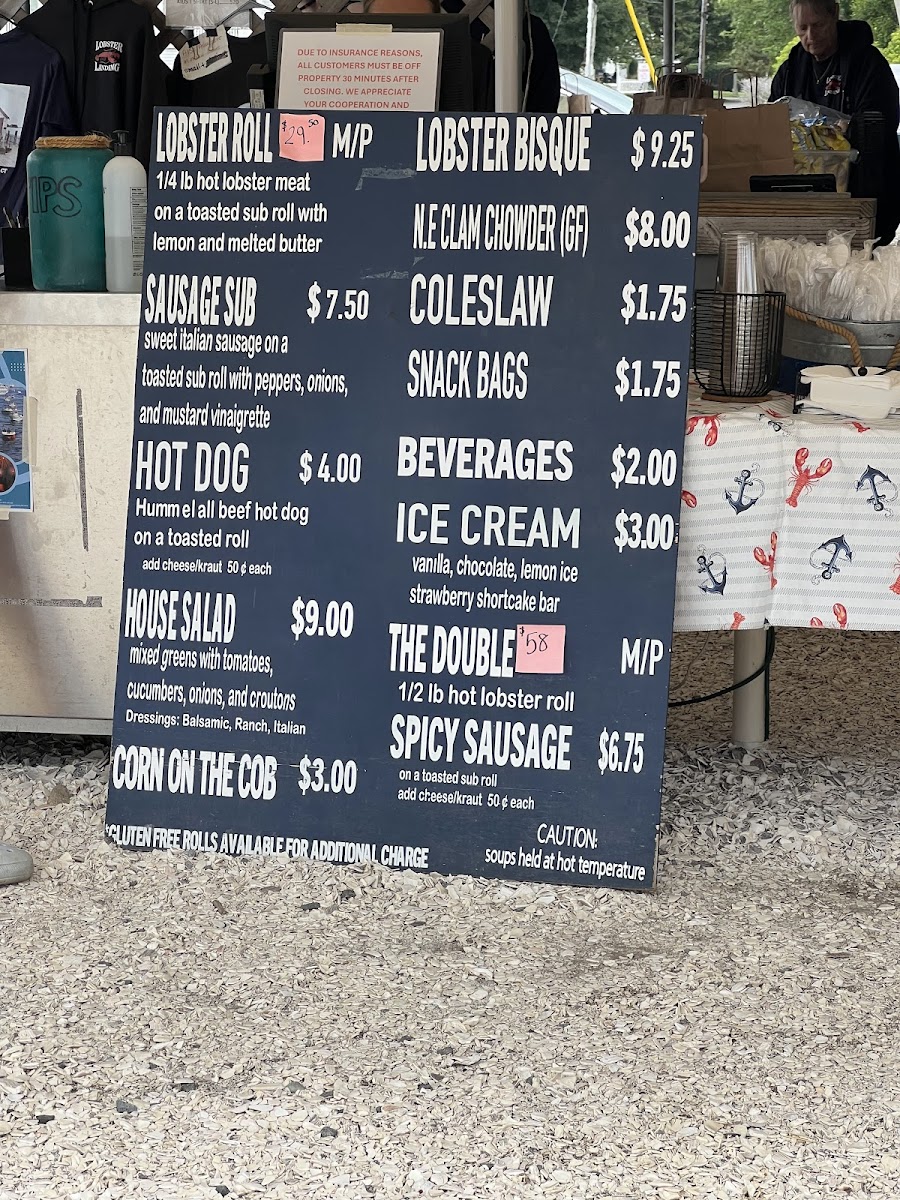 LOBSTER
LANDING
DUE TO INSURANCE REASONS,
ALL CUSTOMERS MUST BE OFF
PROPERTY 30 MINUTES AFTER
CLOSING. WE APPRECIATE
YOUR COOPERATION AND
TIPS
LOBSTER ROLL $29.50 M/P
1/4 lb hot lobster meat
on a toasted sub roll with
lemon and melted butter
SAUSAGE SUB $7.50
sweet italian sausage on a
toasted sub roll with peppers, onions,
and mustard vinaigrette
HOT DOG $4.00
Hummel all beef hot dog
on a toasted roll
add cheese/kraut 50¢ each
HOUSE SALAD $9.00
mixed greens with tomatoes,
cucumbers, onions, and croutons
Dressings: Balsamic, Ranch, Italian
CORN ON THE COB $3.00
*GLUTEN FREE ROLLS AVAILABLE FOR ADDITIONAL CHARGE
LOBSTER BISQUE $9.25
N.E CLAM CHOWDER (GF) $8.00
COLESLAW $1.75
SNACK BAGS $1.75
BEVERAGES $2.00
ICE CREAM $3.00
vanilla, chocolate, lemon ice
strawberry shortcake bar
THE DOUBLE $58 M/P
1/2 lb hot lobster roll
SPICY SAUSAGE $6.75
on a toasted sub roll
add cheese/kraut 50¢ each
CAUTION:
soups held at hot temperature